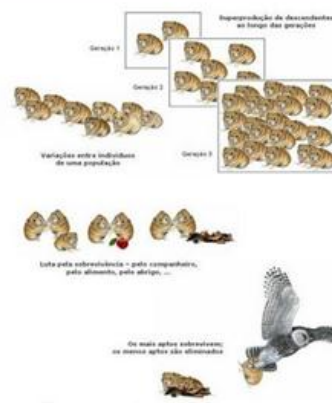 Superprodução de descendentes
ao longo das gerações
Geração 1
Geração 2
Geração 3
Variações entre indivíduos
de uma população
Luta pela sobrevivência – pelo companheiro,
pelo alimento, pelo abrigo, ...
Os mais aptos sobrevivem;
os menos aptos são eliminados